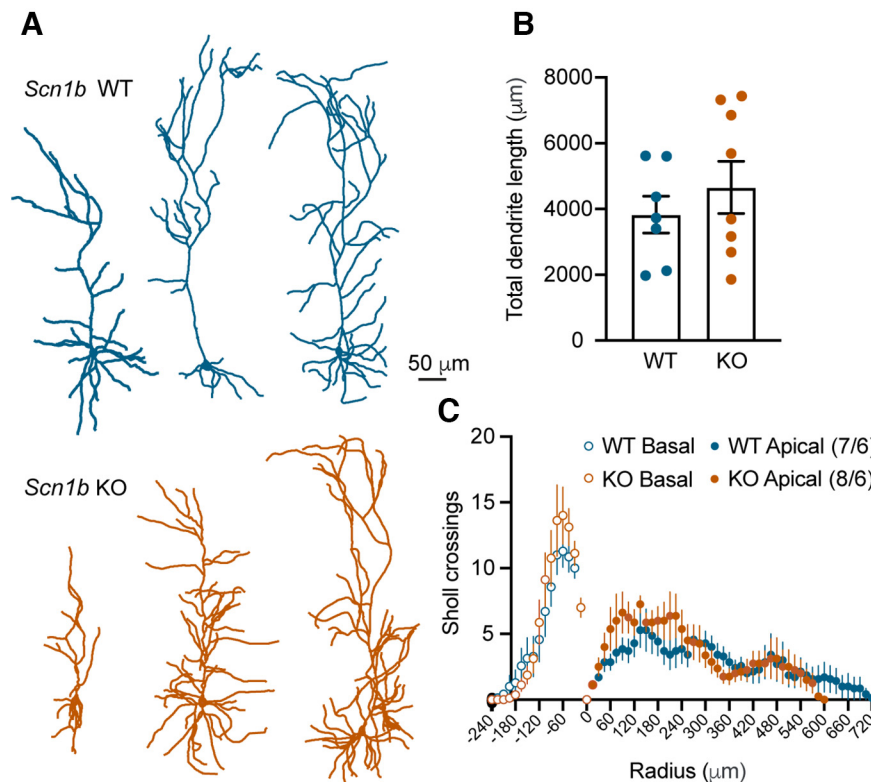 A
Scn1b WT
50 μm
Scn1b KO
B
Total dendrite length (μm)
8000
6000
4000
2000
0
WT
KO
C
Sholl crossings
20
15
10
5
0
WT Basal
WT Apical (7/6)
KO Basal
KO Apical (8/6)
-240
-180
-120
-60
0
60
120
180
240
300
360
420
480
540
600
660
720
Radius (μm)